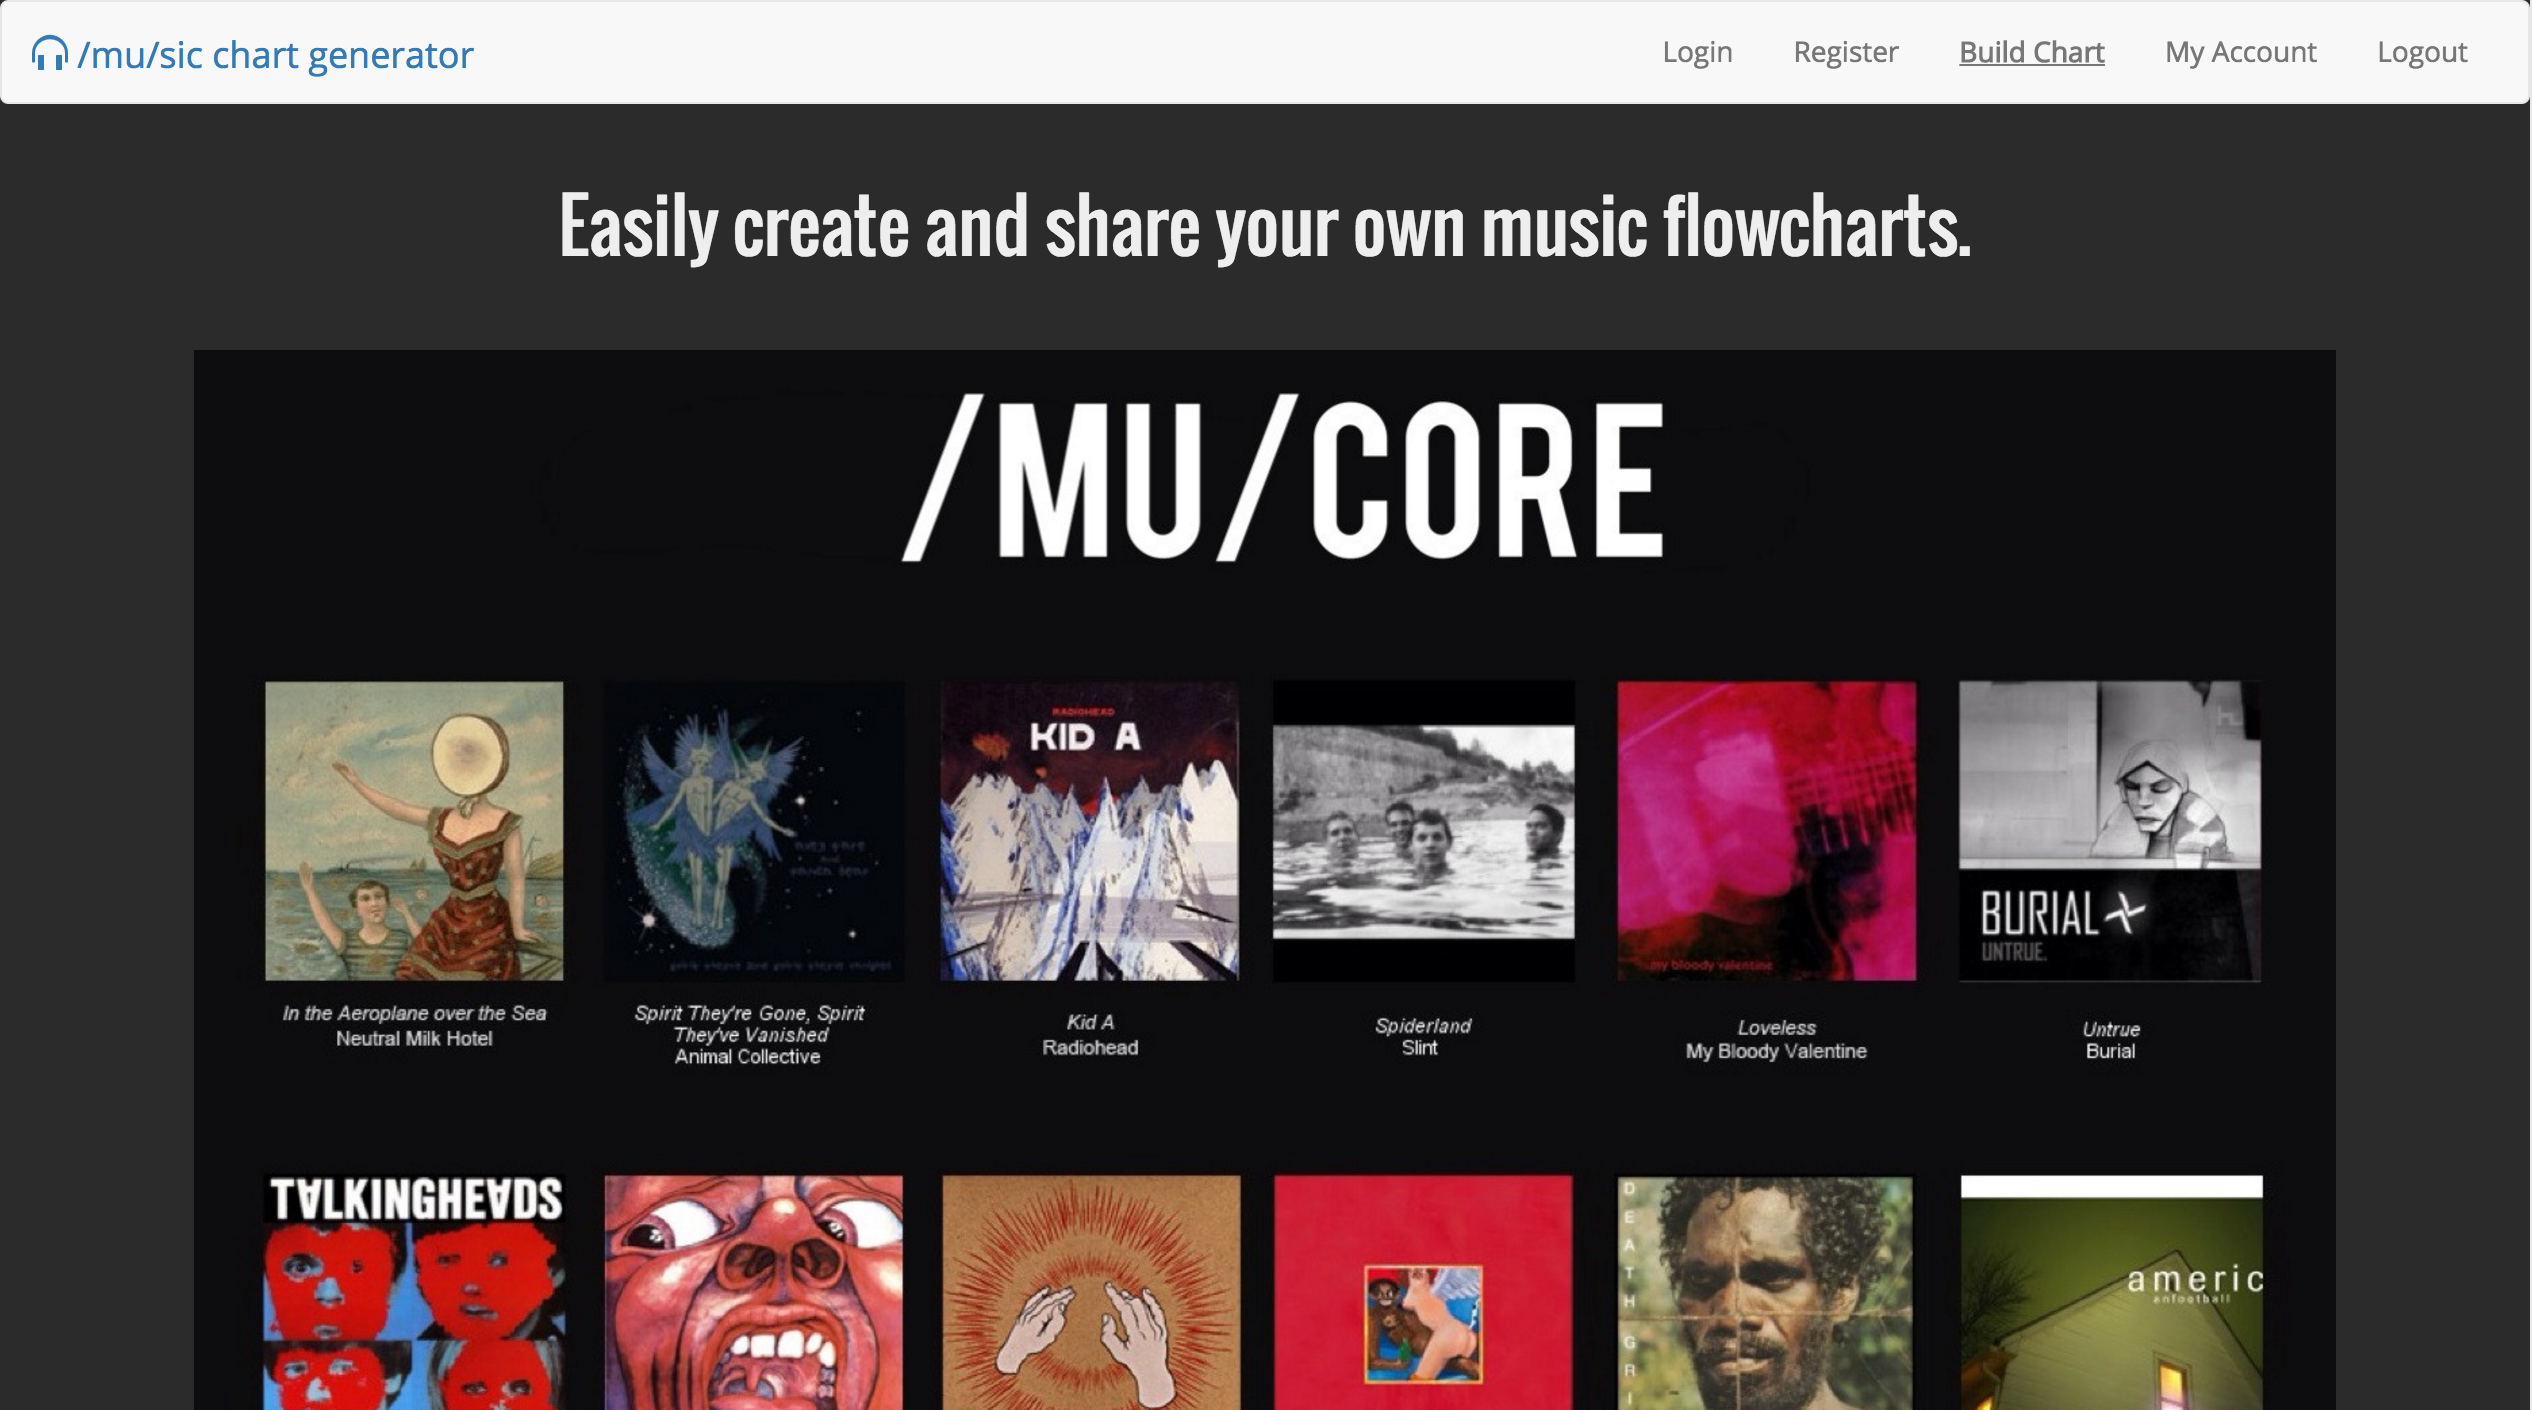 /mu/sic chart generator
Login
Register
Build Chart
My Account
Logout
Easily create and share your own music flowcharts.
/MU/CORE
RADIOHEAD
KID A
my bloody valentine
BURIAL
UNTRUE.
In the Aeroplane over the Sea
Neutral Milk Hotel
Spirit They're Gone, Spirit
They've Vanished
Animal Collective
Kid A
Radiohead
Spiderland
Slint
Loveless
My Bloody Valentine
Untrue
Burial
TALKINGHEADS
DEATH GRI
americ
anfootball